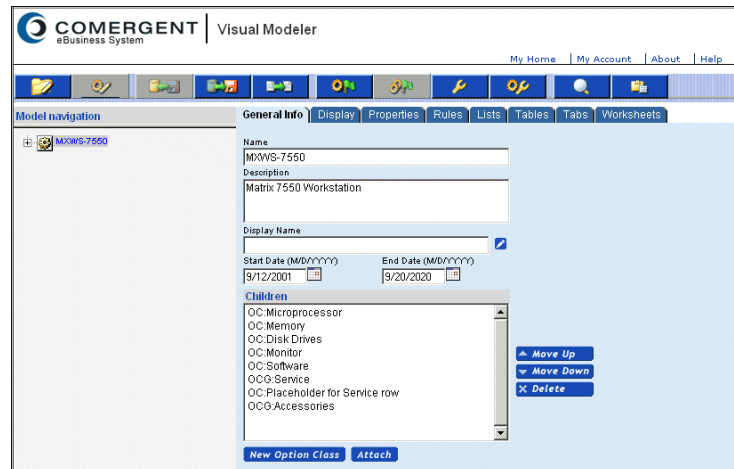 COMERGENT
eBusiness System
Visual Modeler
My Home | My Account | About | Help
Model navigation
General Info Display Properties Rules Lists Tables Tabs Worksheets
MXWS-7550
Name
MXWS-7550
Description
Matrix 7550 Workstation
Display Name
Start Date (M/D/YYYY) End Date (M/D/YYYY)
9/12/2001 9/20/2020
Children
OC:Microprocessor
OC:Memory
OC:Disk Drives
OC:Monitor
OC:Software
OCG:Service
OC:Placeholder for Service row
OCG:Accessories
Move Up
Move Down
Delete
New Option Class Attach